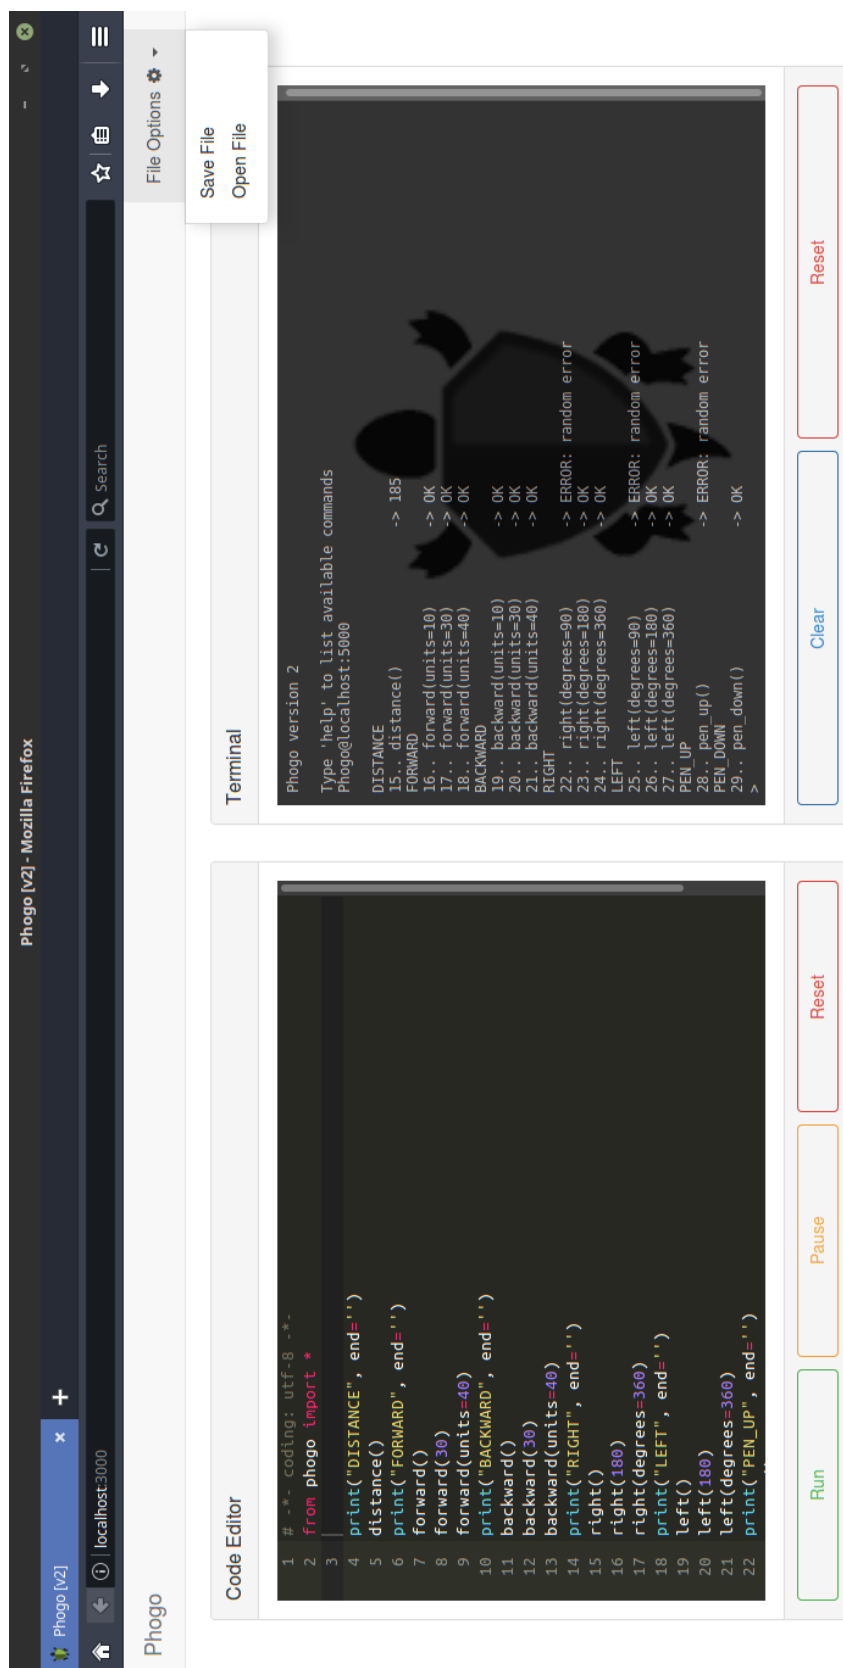 Phogo [v2] - Mozilla Firefox
Phogo [v2]
localhost:3000
Search
Phogo
File Options
Save File
Open File
Code Editor
1 # -*- coding: utf-8 -*-
2 from phogo import *
3
4 print("DISTANCE", end='')
5 distance()
6 print("FORWARD", end='')
7 forward()
8 forward(30)
9 forward(units=40)
10 print("BACKWARD", end='')
11 backward()
12 backward(30)
13 backward(units=40)
14 print("RIGHT", end='')
15 right()
16 right(180)
17 right(degrees=360)
18 print("LEFT", end='')
19 left()
20 left(180)
21 left(degrees=360)
22 print("PEN_UP", end='')
Run
Pause
Reset
Terminal
Phogo version 2
Type 'help' to list available commands
Phogo@localhost:5000
DISTANCE
15.. distance() -> 185
FORWARD
16.. forward(units=10) -> OK
17.. forward(units=30) -> OK
18.. forward(units=40) -> OK
BACKWARD
19.. backward(units=10) -> OK
20.. backward(units=30) -> OK
21.. backward(units=40) -> OK
RIGHT
22.. right(degrees=90) -> ERROR: random error
23.. right(degrees=180) -> OK
24.. right(degrees=360) -> OK
LEFT
25.. left(degrees=90) -> ERROR: random error
26.. left(degrees=180) -> OK
27.. left(degrees=360) -> OK
PEN_UP
28.. pen_up() -> ERROR: random error
PEN_DOWN
29.. pen_down() -> OK
>
Clear
Reset